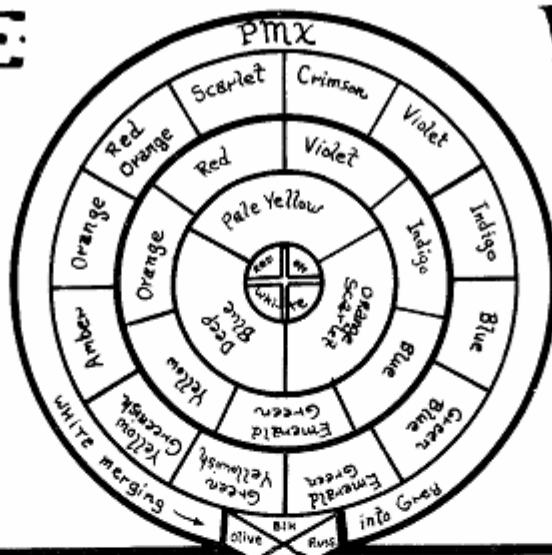 PMX
Scarlet
Crimson
Violet
Indigo
Blue
Green
Blue
Emerald
Green
Green
Yellowish
Yellow
Greenish
Amber
Orange
Red
Orange
Red
Violet
Indigo
Blue
Emerald
Green
Yellow
Orange
Pale Yellow
Orange
Scarlet
Deep
Blue
White
WHITE merging
into Grey
Blk
Olive
Russ